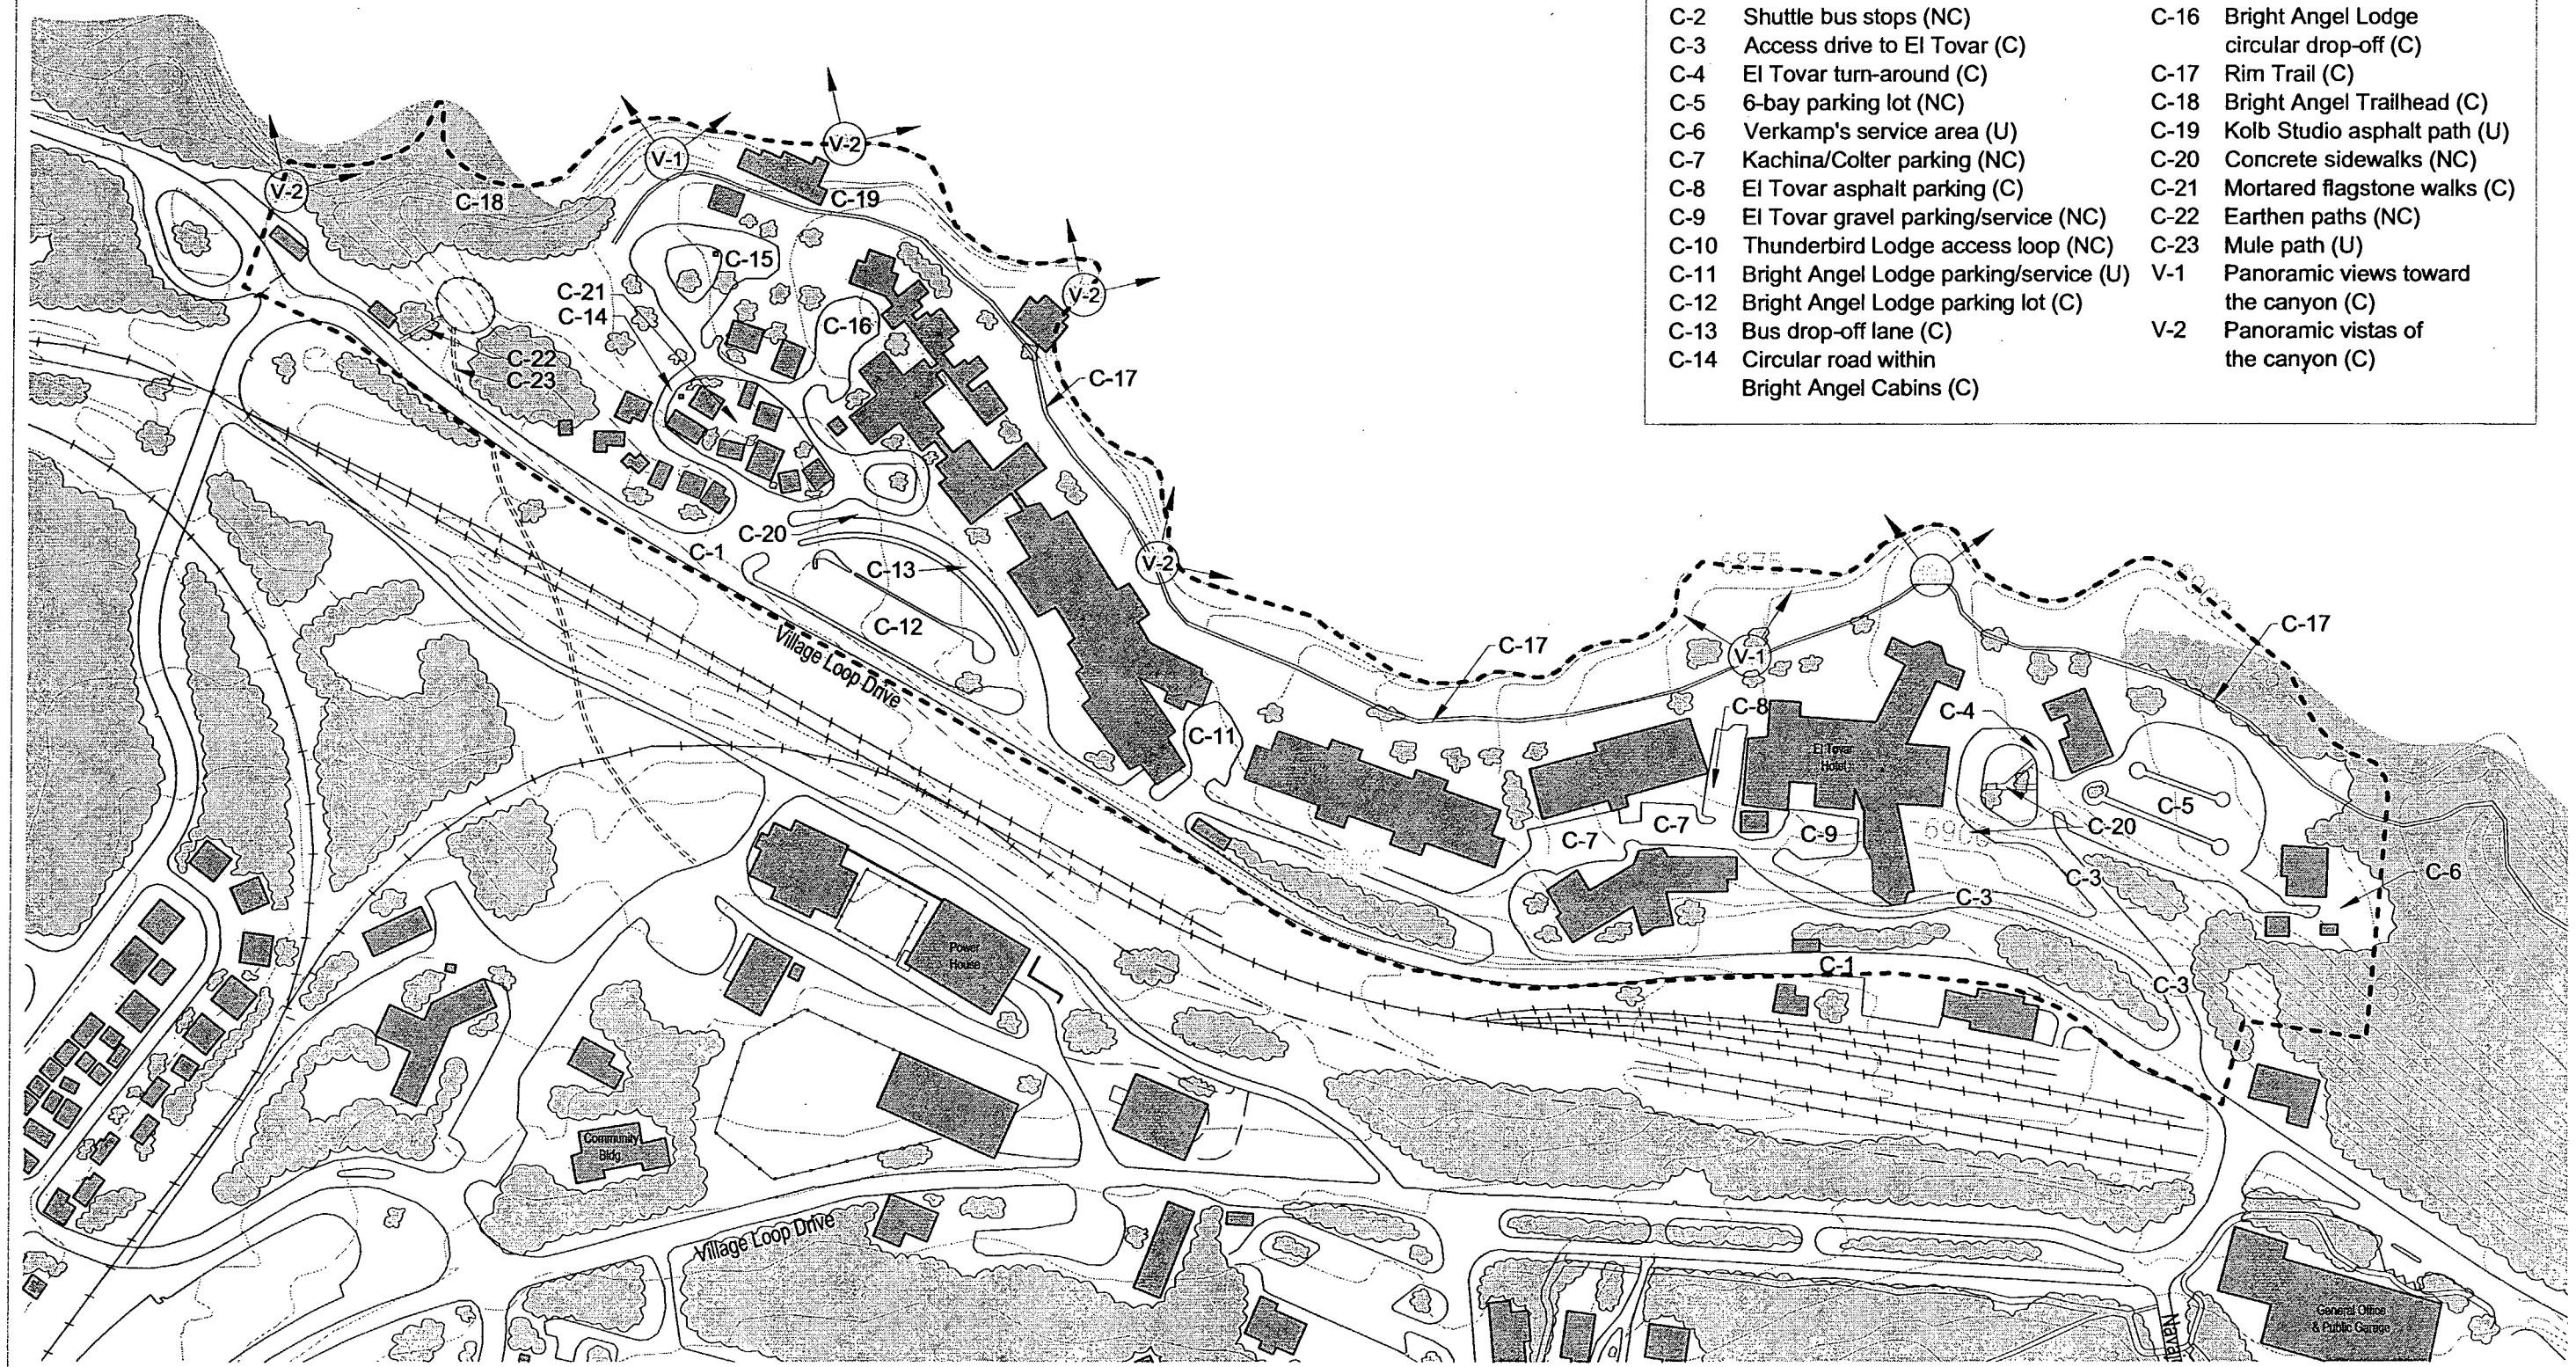 C-2 Shuttle bus stops (NC)
C-3 Access drive to El Tovar (C)
C-4 El Tovar turn-around (C)
C-5 6-bay parking lot (NC)
C-6 Verkamp's service area (U)
C-7 Kachina/Colter parking (NC)
C-8 El Tovar asphalt parking (C)
C-9 El Tovar gravel parking/service (NC)
C-10 Thunderbird Lodge access loop (NC)
C-11 Bright Angel Lodge parking/service (U)
C-12 Bright Angel Lodge parking lot (C)
C-13 Bus drop-off lane (C)
C-14 Circular road within
Bright Angel Cabins (C)
C-16 Bright Angel Lodge
circular drop-off (C)
C-17 Rim Trail (C)
C-18 Bright Angel Trailhead (C)
C-19 Kolb Studio asphalt path (U)
C-20 Concrete sidewalks (NC)
C-21 Mortared flagstone walks (C)
C-22 Earthen paths (NC)
C-23 Mule path (U)
V-1 Panoramic views toward
the canyon (C)
V-2 Panoramic vistas of
the canyon (C)
V-2
V-1
V-2
C-18
C-19
C-15
V-2
C-21
C-14
C-16
C-22
C-23
C-17
C-20
C-1
C-13
V-2
C-12
Village Loop Drive
6875
C-17
V-1
C-17
C-8
C-4
C-11
El Tovar
Hotel
C-5
C-7
C-7
C-9
C-20
C-3
C-6
C-3
Power
House
C-1
C-3
Community
Bldg.
Village Loop Drive
General Office
& Public Garage